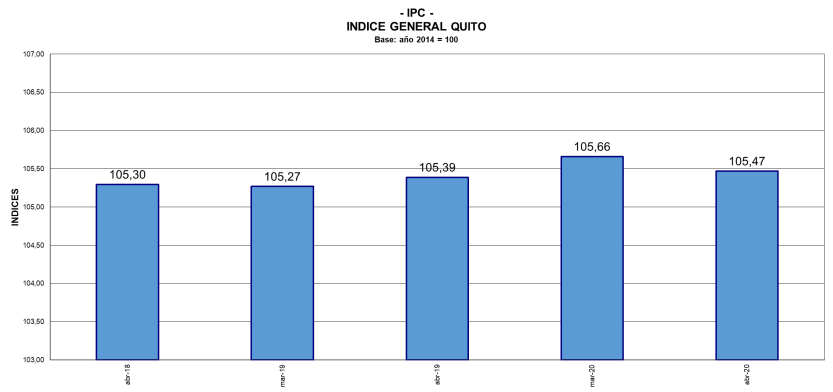 - IPC -
INDICE GENERAL QUITO
Base: año 2014 = 100
INDICES
107,00
106,50
106,00
105,50
105,00
104,50
104,00
103,50
103,00
105,30
105,27
105,39
105,66
105,47
abr-18
mar-19
abr-19
mar-20
abr-20